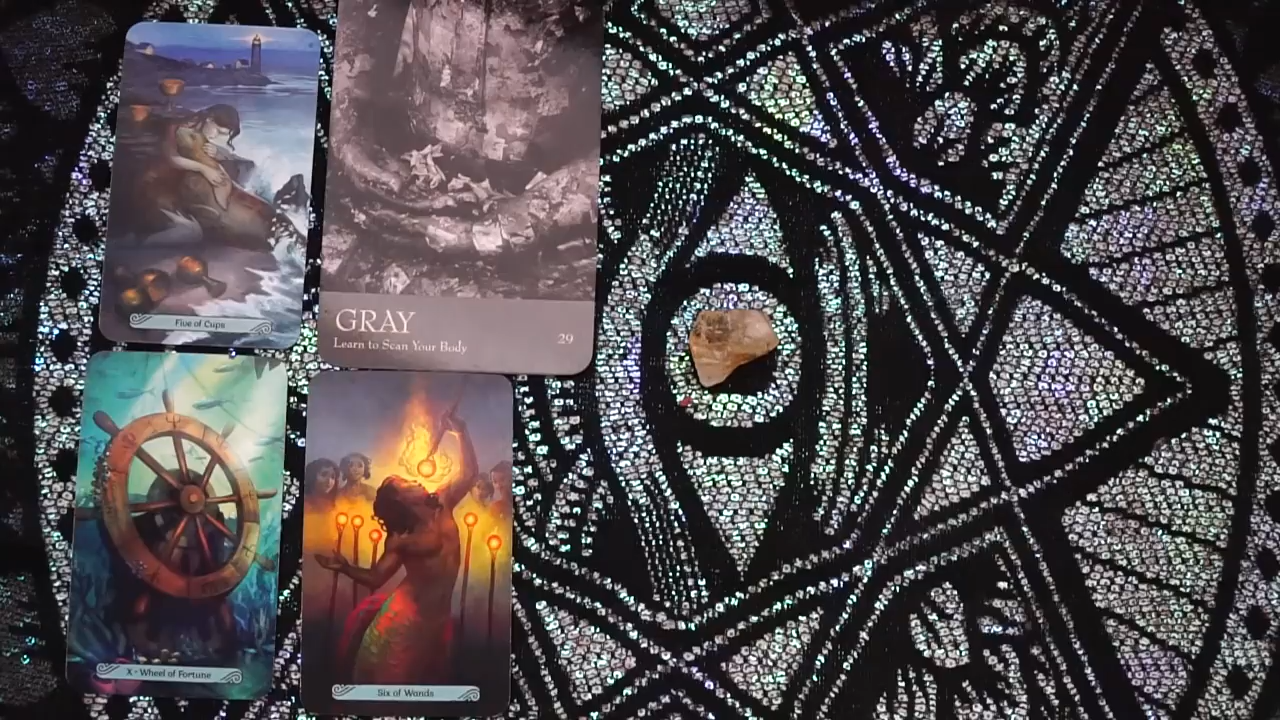 Five of Cups
GRAY
Learn to Scan Your Body
29
X - Wheel of Fortune
Six of Wands